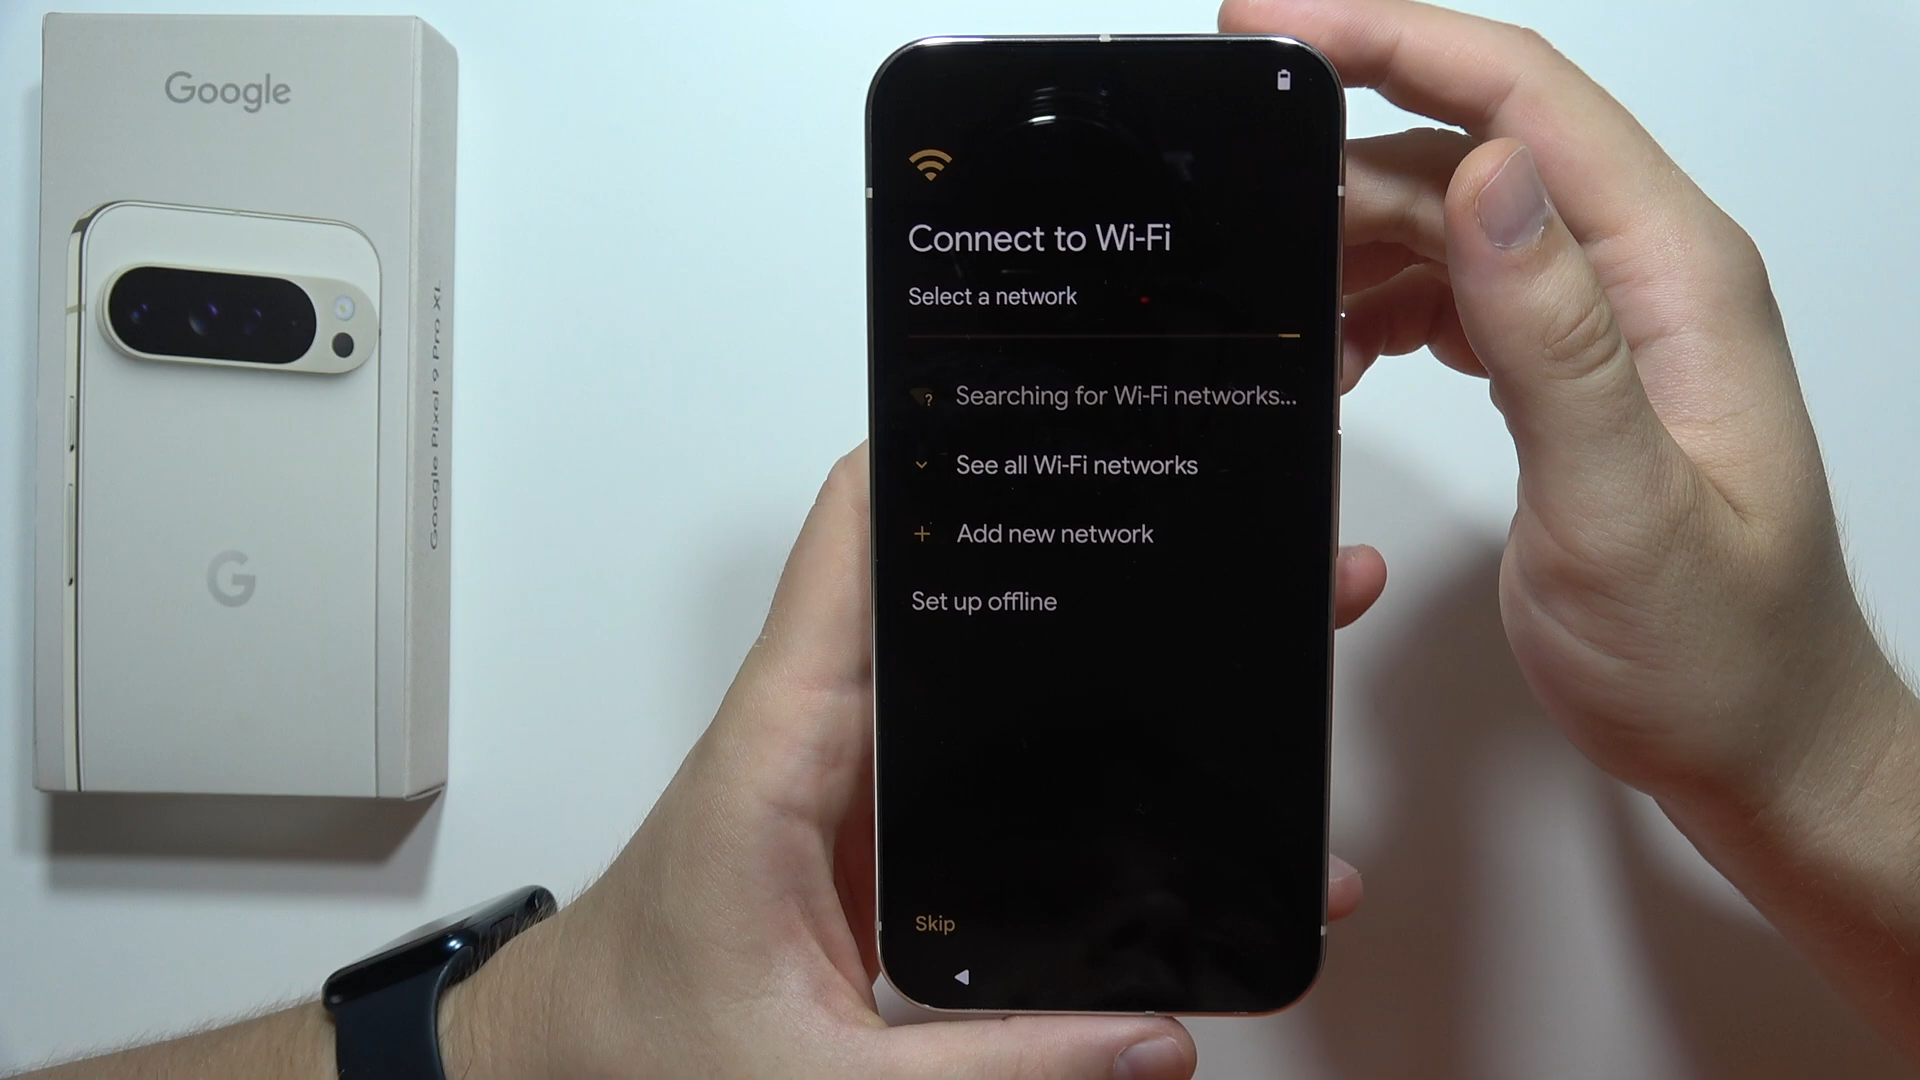 Google
Google Pixel 9 Pro XL
G
Connect to Wi-Fi
Select a network
? Searching for Wi-Fi networks...
See all Wi-Fi networks
+ Add new network
Set up offline
Skip